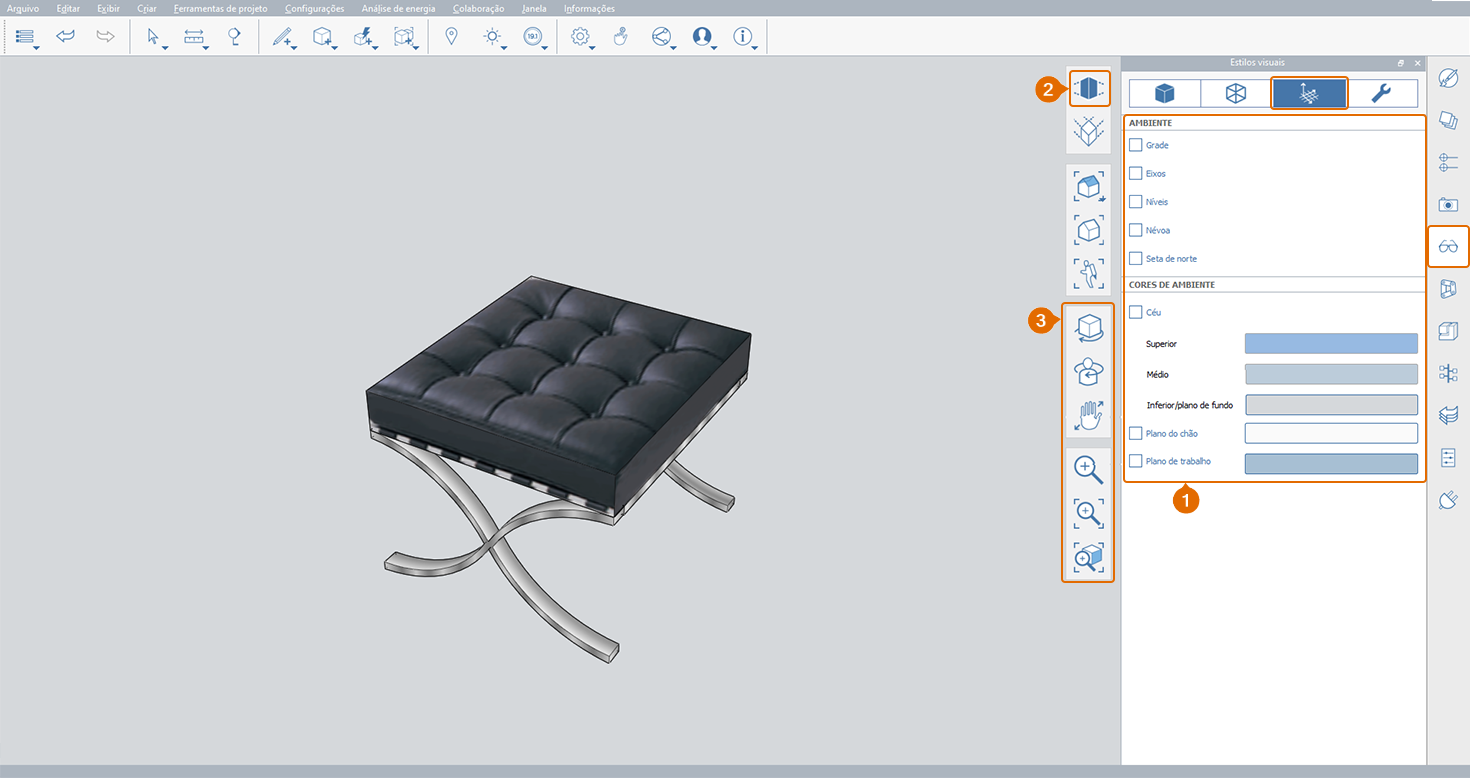 Arquivo Editar Exibir Criar Ferramentas de projeto Configurações Análise de energia Colaboração Janela Informações
19.1
Estilos visuais
2
AMBIENTE
Grade
Eixos
Níveis
Névoa
Seta de norte
CORES DE AMBIENTE
Céu
3
Superior
Médio
Inferior/plano de fundo
Plano do chão
Plano de trabalho
1